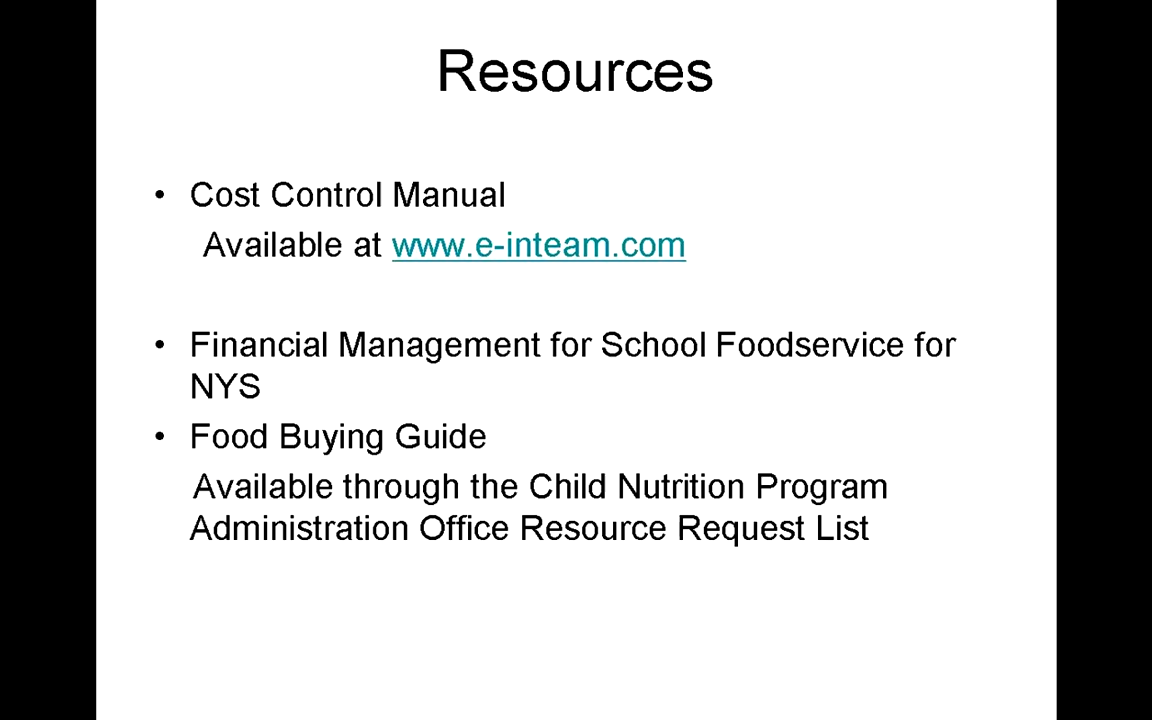 Resources
• Cost Control Manual
Available at www.e-inteam.com
• Financial Management for School Foodservice for
NYS
• Food Buying Guide
Available through the Child Nutrition Program
Administration Office Resource Request List